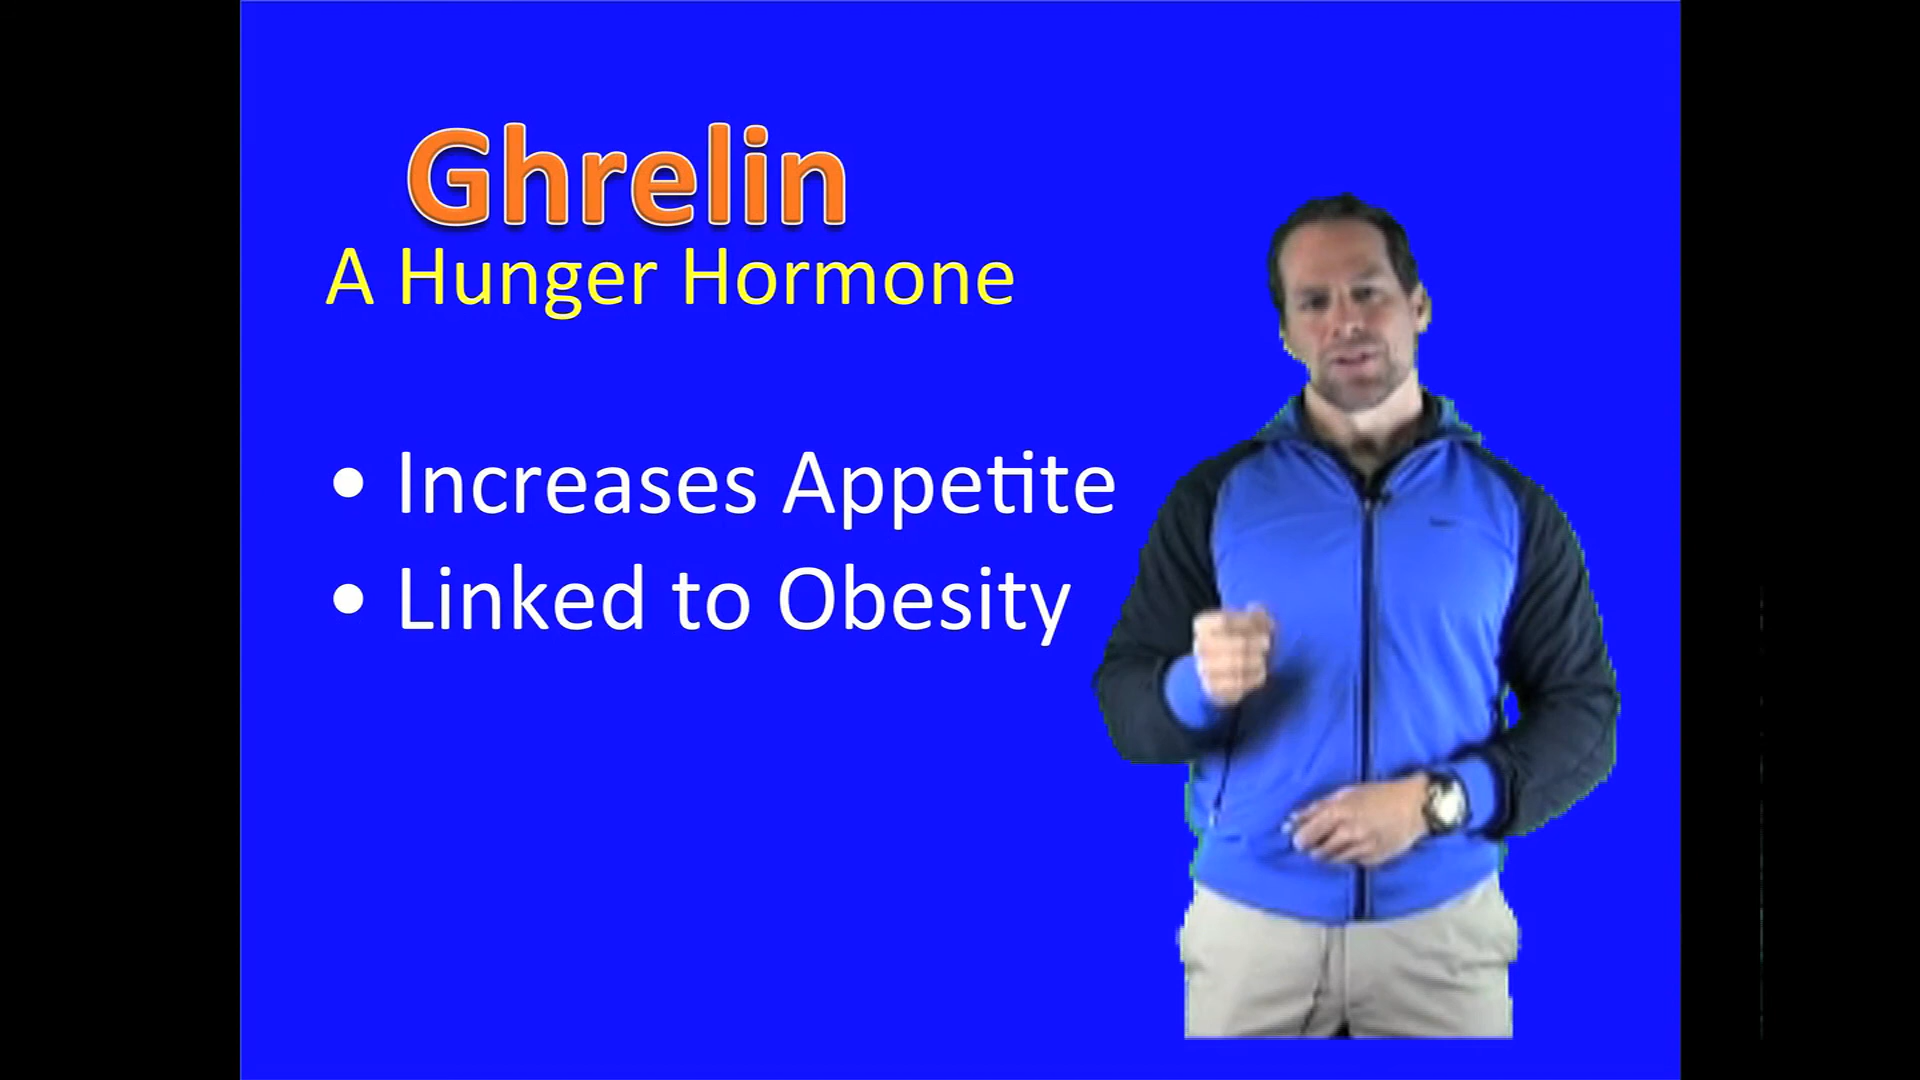 Ghrelin
A Hunger Hormone
• Increases Appetite
• Linked to Obesity